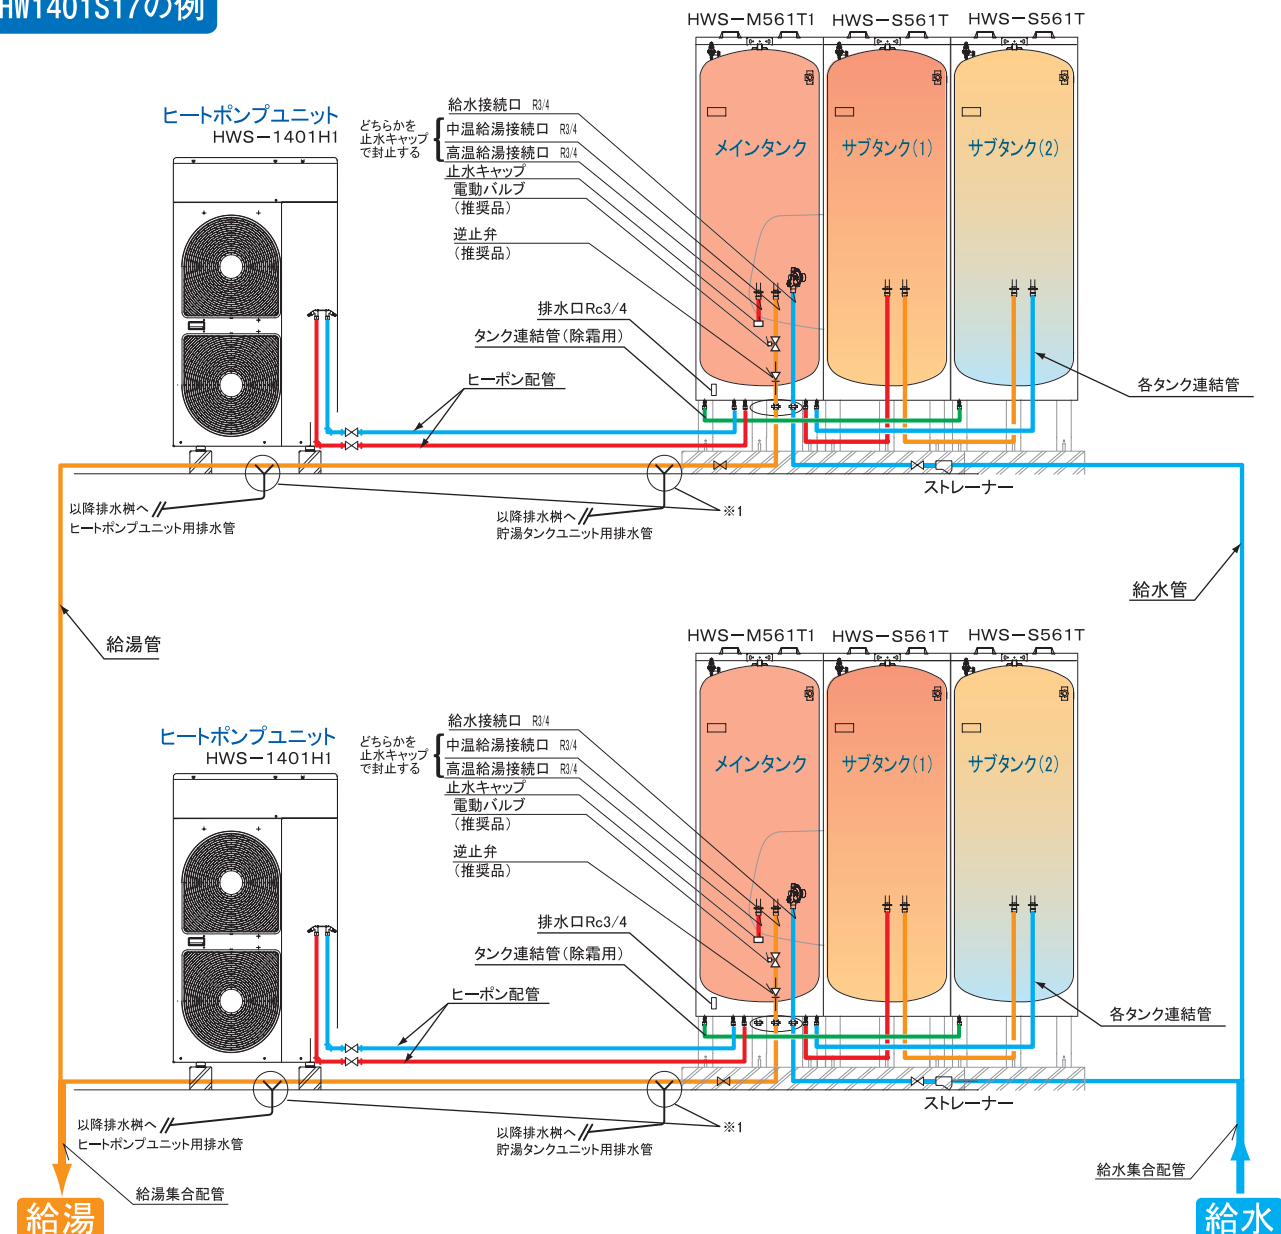 HW1401S17の例
HWS-M561T1
HWS-S561T
HWS-S561T
ヒートポンプユニット
HWS-1401H1
どちらかを
止水キャップ
で封止する
給水接続口 R3/4
中温給湯接続口 R3/4
高温給湯接続口 R3/4
止水キャップ
電動バルブ
(推奨品)
逆止弁
(推奨品)
排水口Rc3/4
タンク連結管(除霜用)
ヒーポン配管
メインタンク
サブタンク(1)
サブタンク(2)
各タンク連結管
ストレーナー
以降排水桝へ
ヒートポンプユニット用排水管
以降排水桝へ
貯湯タンクユニット用排水管
※1
給水管
給湯管
HWS-M561T1
HWS-S561T
HWS-S561T
ヒートポンプユニット
HWS-1401H1
どちらかを
止水キャップ
で封止する
給水接続口 R3/4
中温給湯接続口 R3/4
高温給湯接続口 R3/4
止水キャップ
電動バルブ
(推奨品)
逆止弁
(推奨品)
排水口Rc3/4
タンク連結管(除霜用)
ヒーポン配管
メインタンク
サブタンク(1)
サブタンク(2)
各タンク連結管
ストレーナー
以降排水桝へ
ヒートポンプユニット用排水管
以降排水桝へ
貯湯タンクユニット用排水管
※1
給湯集合配管
給水集合配管
給湯
給水